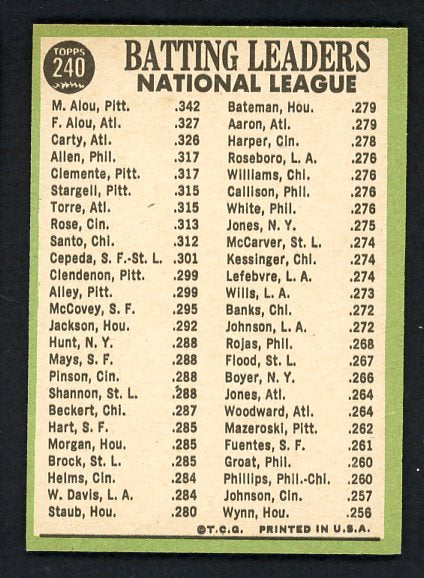 TOPPS
240
BATTING LEADERS
NATIONAL LEAGUE
M. Alou, Pitt. .342
F. Alou, Atl. .327
Carty, Atl. .326
Allen, Phil. .317
Clemente, Pitt. .317
Stargell, Pitt. .315
Torre, Atl. .315
Rose, Cin. .313
Santo, Chi. .312
Cepeda, S. F.-St. L. .301
Clendenon, Pitt. .299
Alley, Pitt. .299
McCovey, S. F. .295
Jackson, Hou. .292
Hunt, N. Y. .288
Mays, S. F. .288
Pinson, Cin. .288
Shannon, St. L. .288
Beckert, Chi. .287
Hart, S. F. .285
Morgan, Hou. .285
Brock, St. L. .285
Helms, Cin. .284
W. Davis, L. A. .284
Staub, Hou. .280
Bateman, Hou. .279
Aaron, Atl. .279
Harper, Cin. .278
Roseboro, L. A. .276
Williams, Chi. .276
Callison, Phil. .276
White, Phil. .276
Jones, N. Y. .275
McCarver, St. L. .274
Kessinger, Chi. .274
Lefebvre, L. A. .274
Wills, L. A. .273
Banks, Chi. .272
Johnson, L. A. .272
Rojas, Phil. .268
Flood, St. L. .267
Boyer, N. Y. .266
Jones, Atl. .264
Woodward, Atl. .264
Mazeroski, Pitt. .262
Fuentes, S. F. .261
Groat, Phil. .260
Phillips, Phil.-Chi. .260
Johnson, Cin. .257
Wynn, Hou. .256
©T.C.G. PRINTED IN U.S.A.